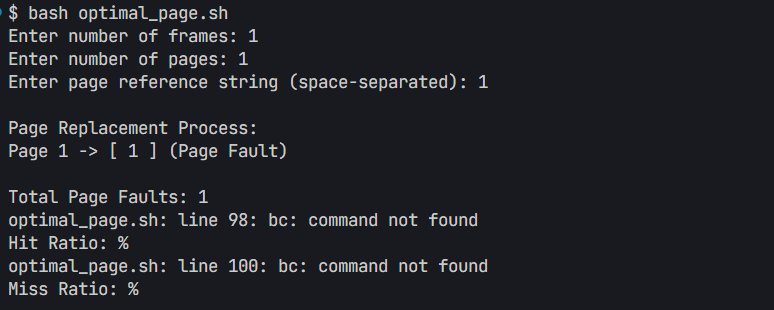 $ bash optimal_page.sh
Enter number of frames: 1
Enter number of pages: 1
Enter page reference string (space-separated): 1
Page Replacement Process:
Page 1 -> [ 1 ] (Page Fault)
Total Page Faults: 1
optimal_page.sh: line 98: bc: command not found
Hit Ratio: %
optimal_page.sh: line 100: bc: command not found
Miss Ratio: %